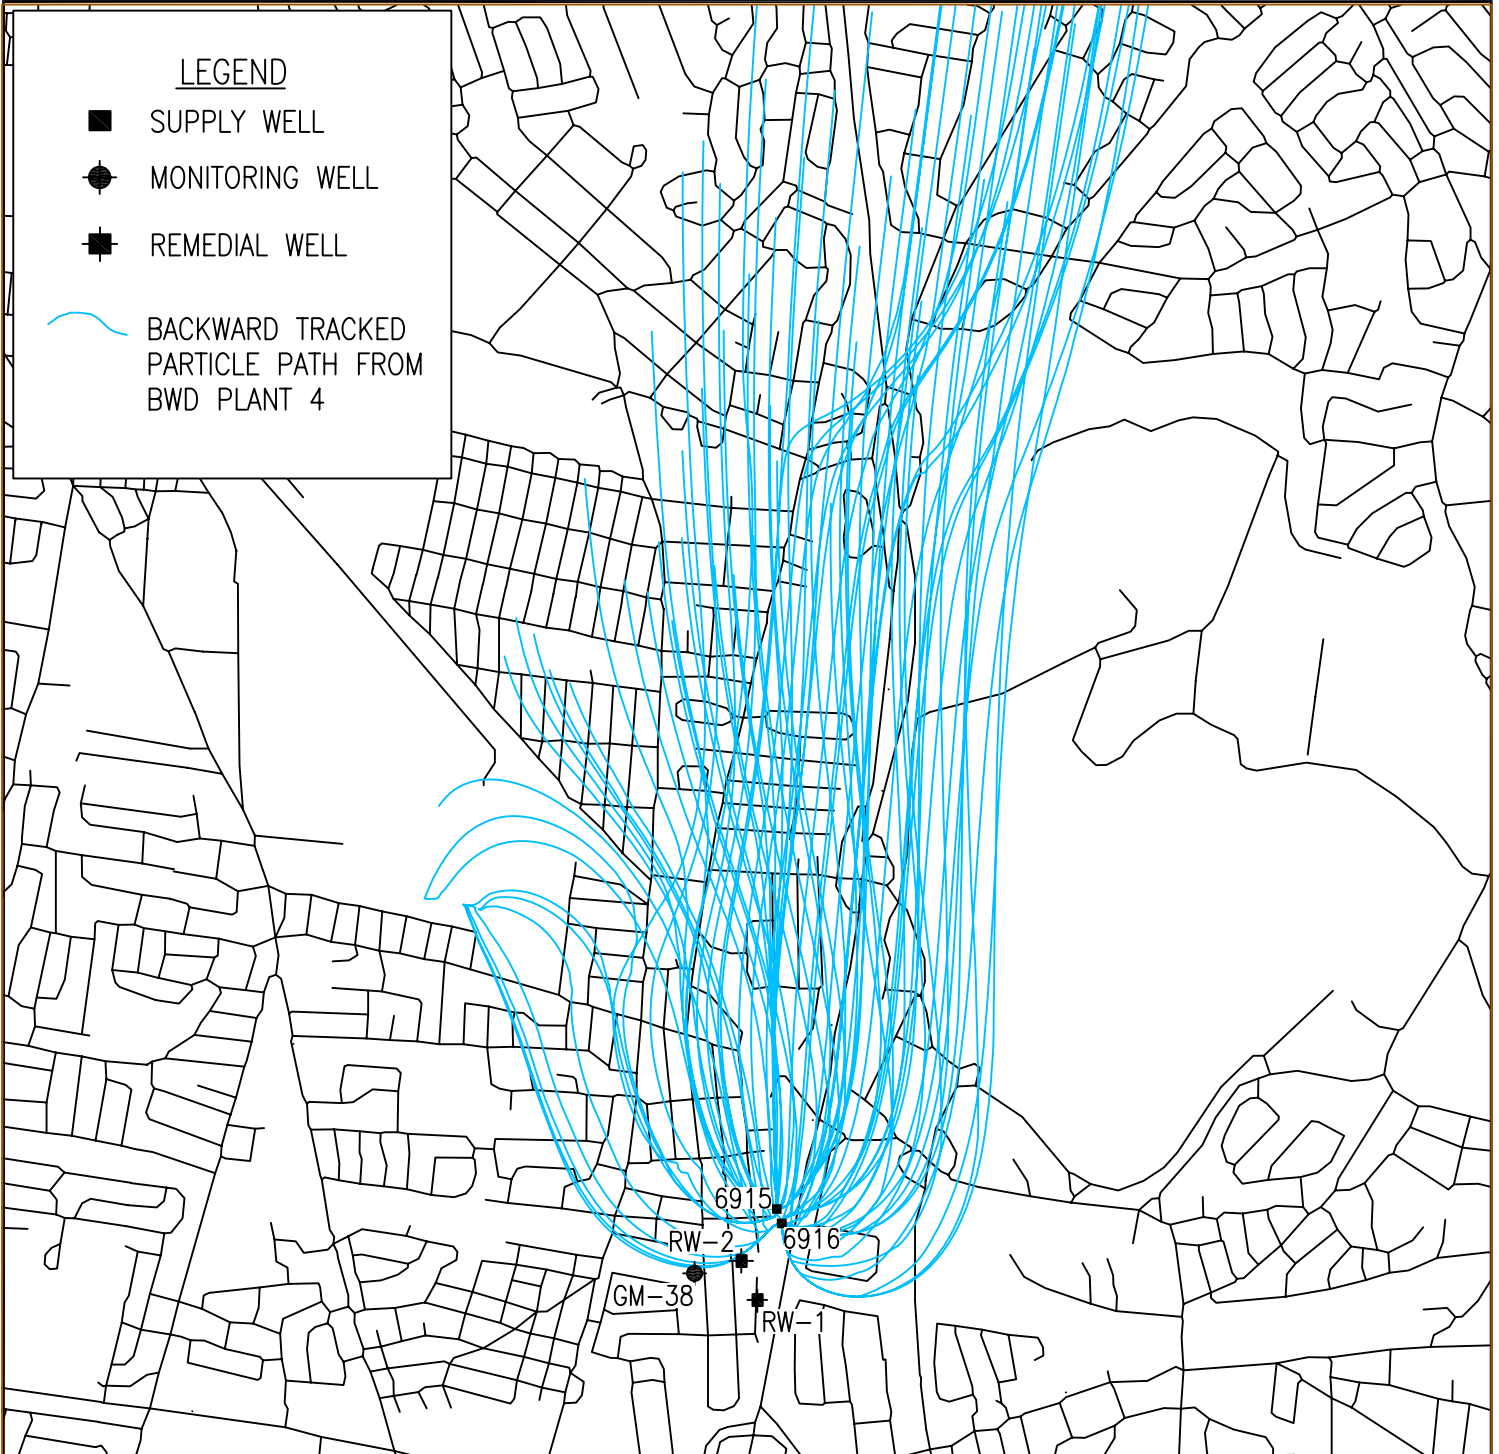 LEGEND
SUPPLY WELL
MONITORING WELL
REMEDIAL WELL
BACKWARD TRACKED
PARTICLE PATH FROM
BWD PLANT 4
6915
6916
RW-2
GM-38
RW-1